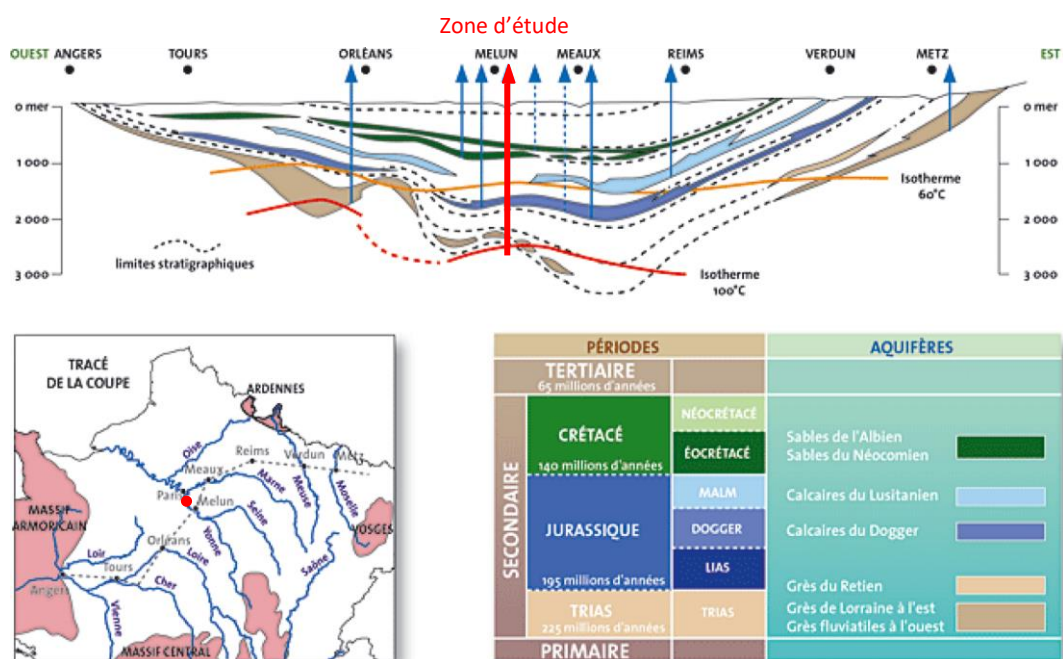 Zone d'étude
OUEST ANGERS TOURS ORLÉANS MELUN MEAUX REIMS VERDUN METZ EST
0 mer
1 000
2 000
3 000
0 mer
1 000
2 000
3 000
Isotherme
60°C
Isotherme
100°C
limites stratigraphiques
TRACÉ
DE LA COUPE
ARDENNES
Oise
Reims
Verdun
Metz
Meaux
Marne
Meuse
Moselle
Paris
Melun
Seine
MASSIF
ARMORICAIN
VOSGES
Yonne
Orléans
Loir
Loire
Saône
Tours
Angers
Cher
Vienne
MASSIF CENTRAL
PÉRIODES
AQUIFÈRES
TERTIAIRE
65 millions d'années
SECONDAIRE
CRÉTACÉ
140 millions d'années
NÉOCRÉTACÉ
ÉOCRÉTACÉ
Sables de l'Albien
Sables du Néocomien
JURASSIQUE
195 millions d'années
MALM
Calcaires du Lusitanien
DOGGER
Calcaires du Dogger
LIAS
TRIAS
225 millions d'années
TRIAS
Grès du Retien
Grès de Lorraine à l'est
Grès fluviatiles à l'ouest
PRIMAIRE